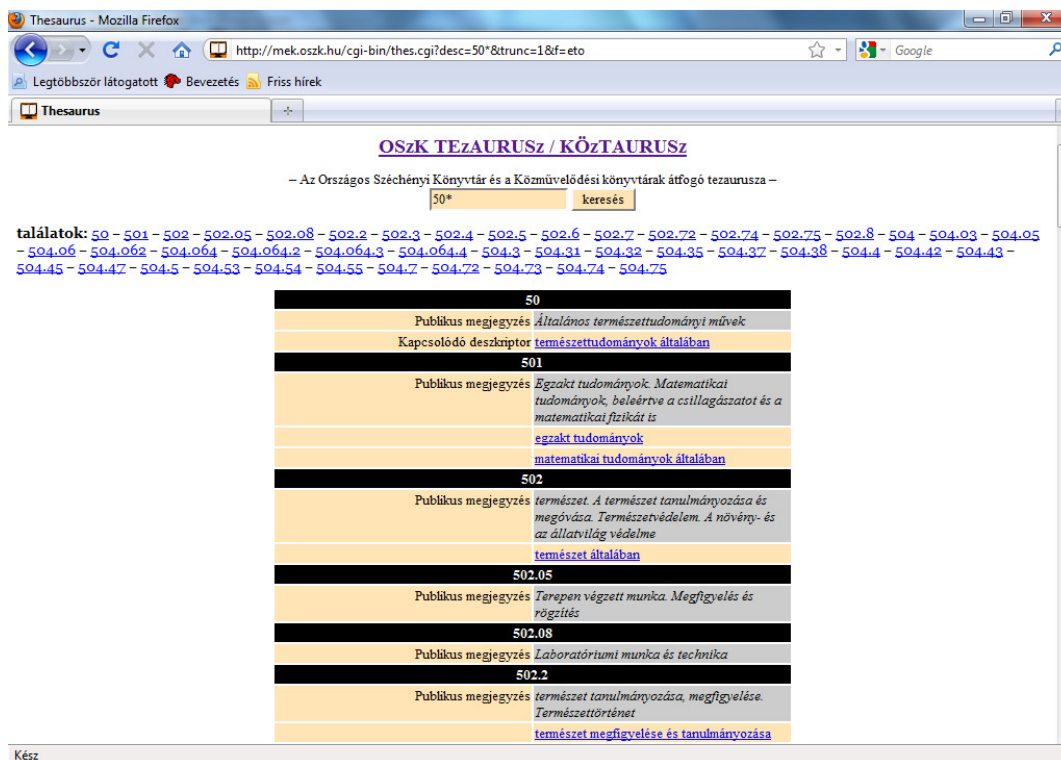 Thesaurus - Mozilla Firefox
http://mek.oszk.hu/cgi-bin/thes.cgi?desc=50*&trunc=1&f=eto
Google
Legtöbbször látogatott Bevezetés Friss hírek
Thesaurus
OSzK TEzAURUSz / KÖzTAURUSz
– Az Országos Széchényi Könyvtár és a Közművelődési könyvtárak átfogó tezaurusza –
50* keresés
találatok: 50 – 501 – 502 – 502.05 – 502.08 – 502.2 – 502.3 – 502.4 – 502.5 – 502.6 – 502.7 – 502.72 – 502.74 – 502.75 – 502.8 – 504 – 504.03 – 504.05
– 504.06 – 504.062 – 504.064 – 504.064.2 – 504.064.3 – 504.064.4 – 504.3 – 504.31 – 504.32 – 504.35 – 504.37 – 504.38 – 504.4 – 504.42 – 504.43 –
504.45 – 504.47 – 504.5 – 504.53 – 504.54 – 504.55 – 504.7 – 504.72 – 504.73 – 504.74 – 504.75
50
Publikus megjegyzés Általános természettudományi művek
Kapcsolódó deszkriptor természettudományok általában
501
Publikus megjegyzés Egzakt tudományok. Matematikai
tudományok, beleértve a csillagászatot és a
matematikai fizikát is
egzakt tudományok
matematikai tudományok általában
502
Publikus megjegyzés természet. A természet tanulmányozása és
megóvása. Természetvédelem. A növény- és
az állatvilág védelme
természet általában
502.05
Publikus megjegyzés Terepen végzett munka. Megfigyelés és
rögzítés
502.08
Publikus megjegyzés Laboratóriumi munka és technika
502.2
Publikus megjegyzés természet tanulmányozása, megfigyelése.
Természettörténet
természet megfigyelése és tanulmányozása
Kész